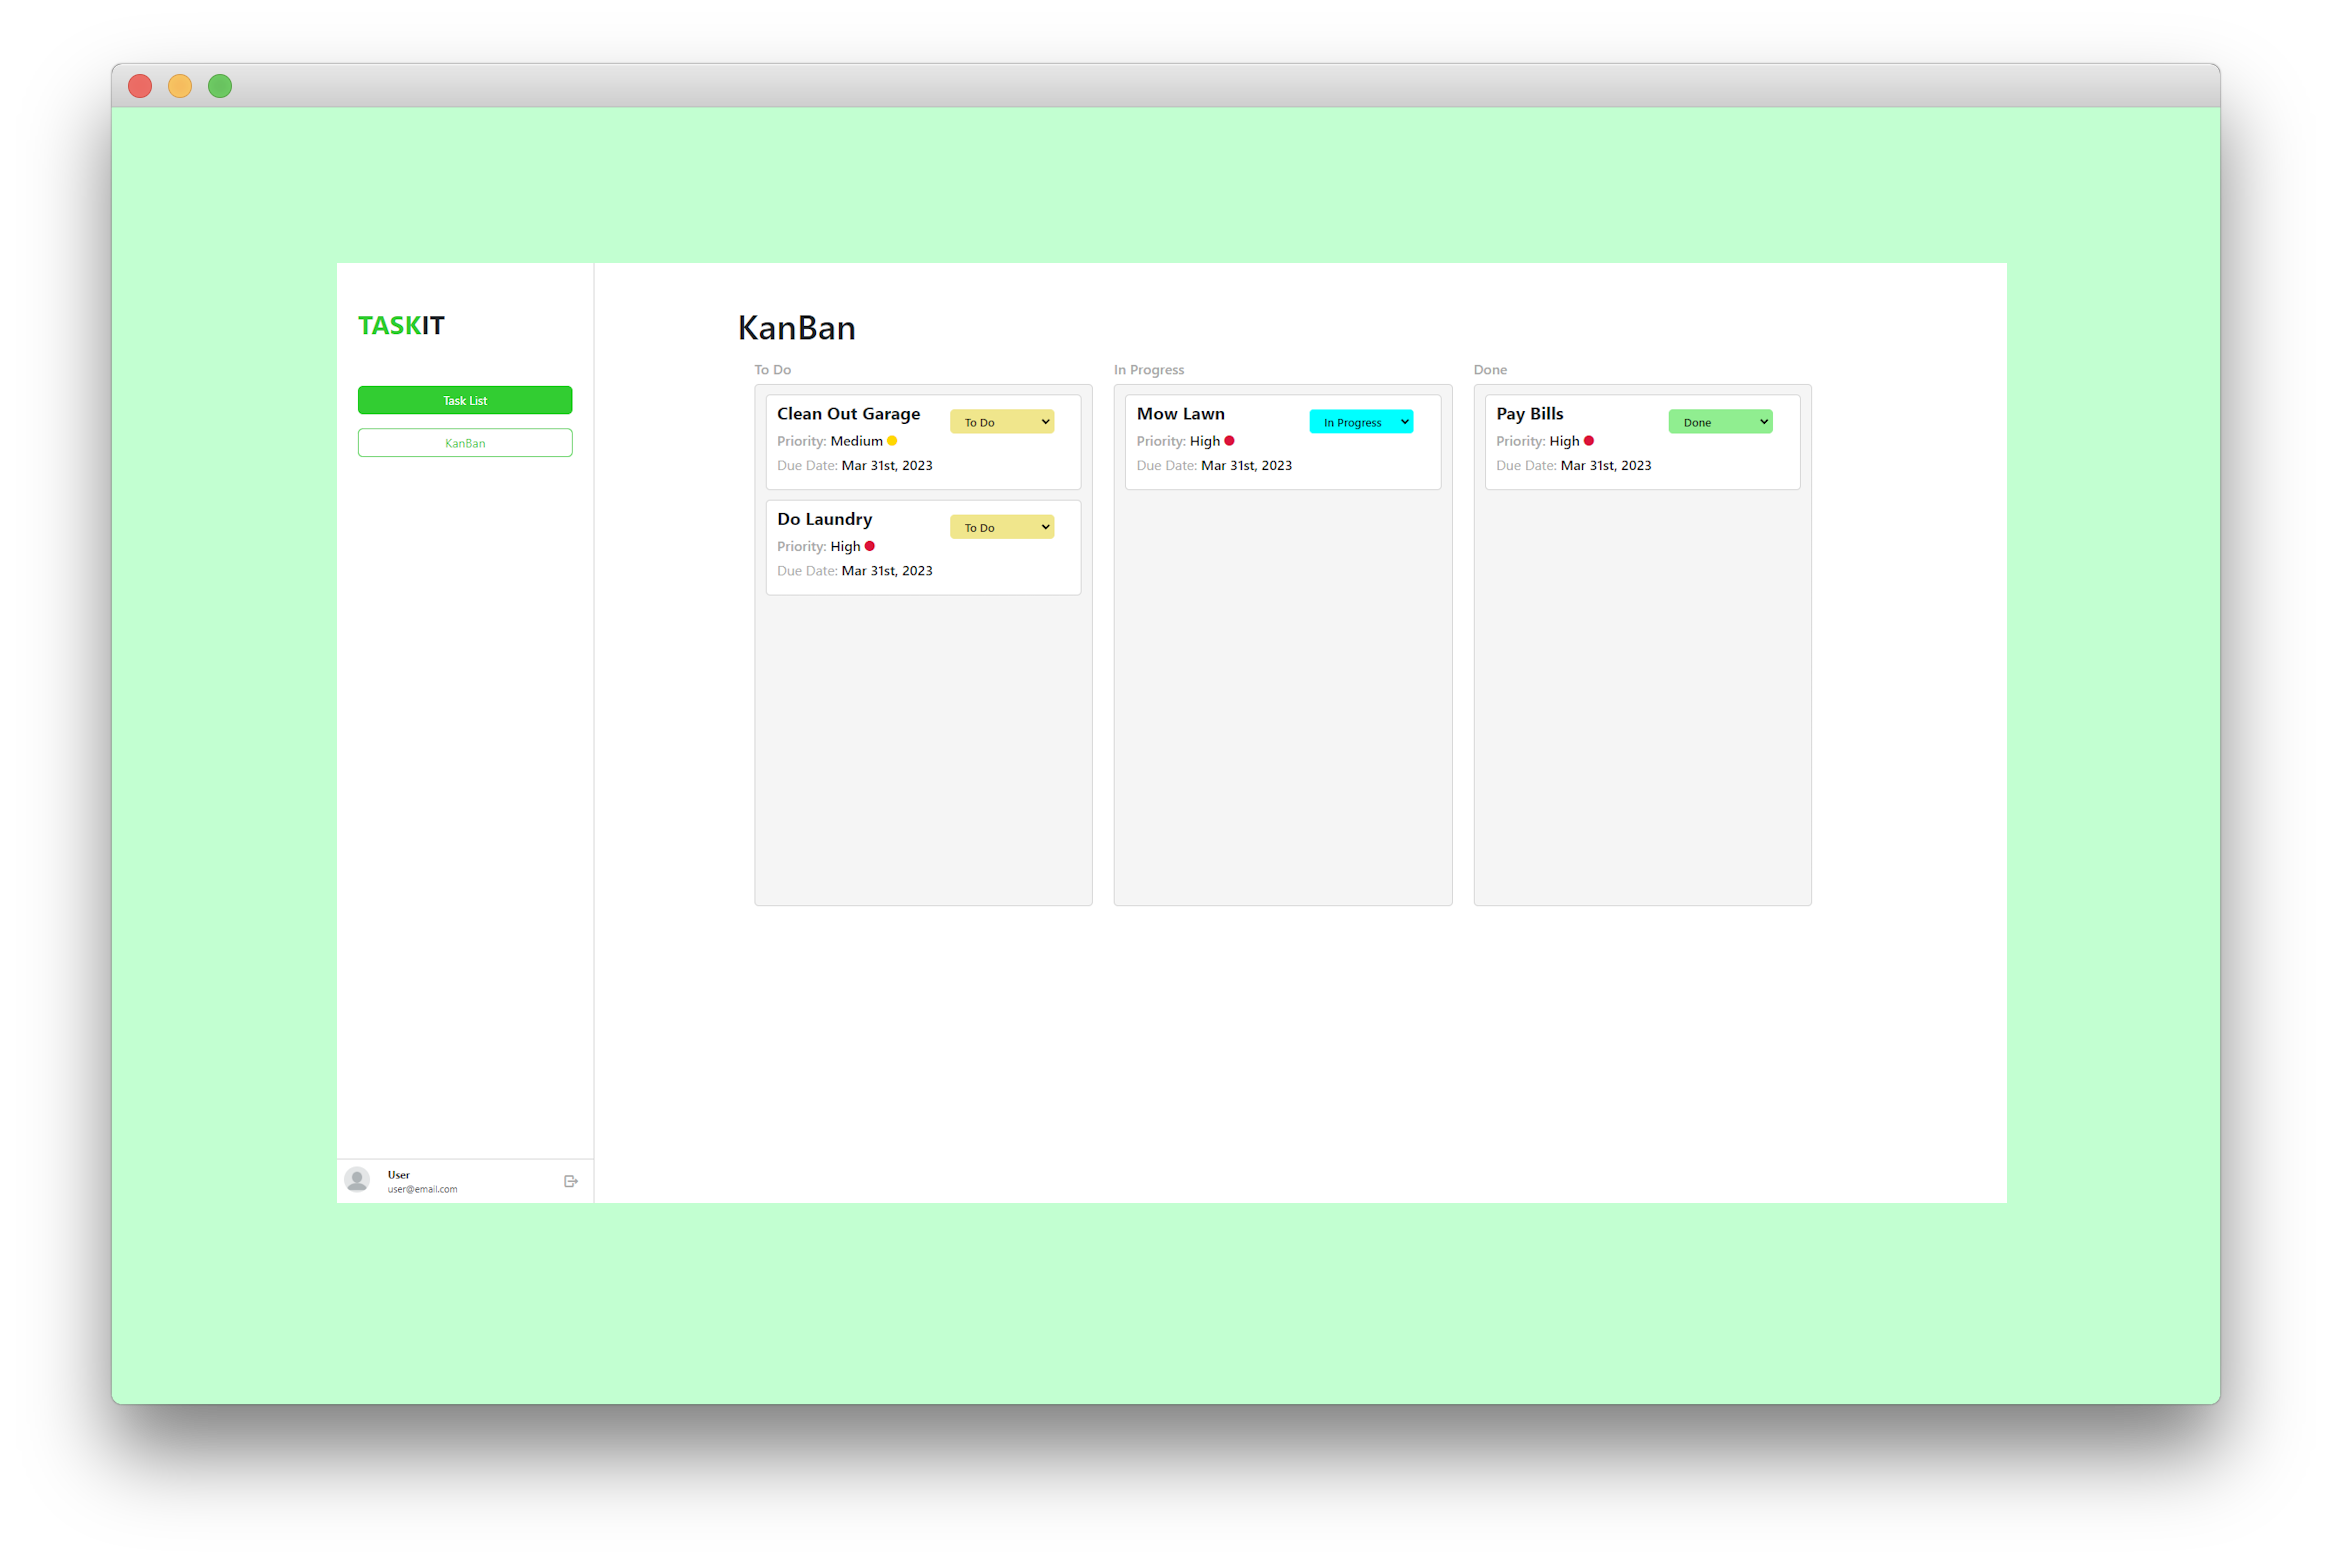 TASKIT
Task List
KanBan
User
user@email.com
KanBan
To Do
Clean Out Garage
To Do
Priority: Medium
Due Date: Mar 31st, 2023
Do Laundry
To Do
Priority: High
Due Date: Mar 31st, 2023
In Progress
Mow Lawn
In Progress
Priority: High
Due Date: Mar 31st, 2023
Done
Pay Bills
Done
Priority: High
Due Date: Mar 31st, 2023